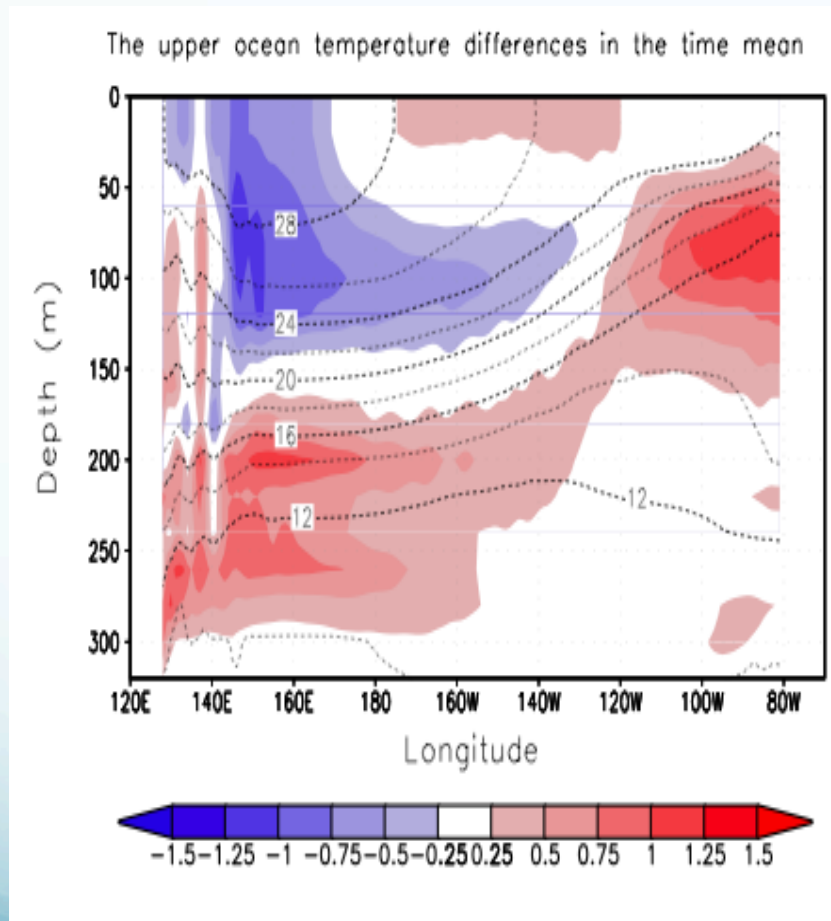 The upper ocean temperature differences in the time mean
0
50
100
150
200
250
300
Depth (m)
28
24
20
16
12
12
120E 140E 160E 180 160W 140W 120W 100W 80W
Longitude
-1.5 -1.25 -1 -0.75 -0.5 -0.25 0.25 0.5 0.75 1 1.25 1.5